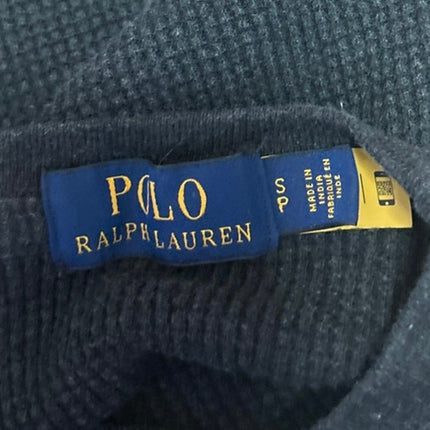 POLO
RALPH LAUREN
S
P
MADE IN
INDIA
FABRIQUÉ EN
INDE